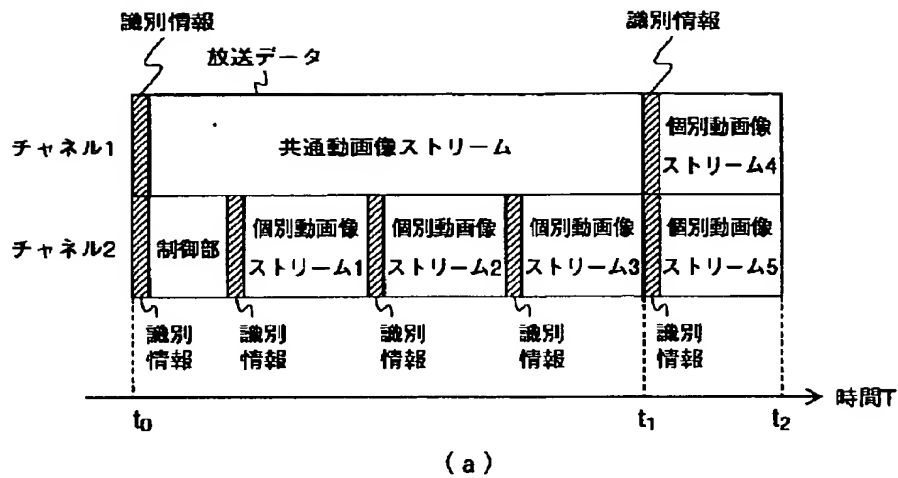 識別情報
識別情報
放送データ
チャネル1
共通動画像ストリーム
個別動画像
ストリーム4
チャネル2
制御部
個別動画像
ストリーム1
個別動画像
ストリーム2
個別動画像
ストリーム3
個別動画像
ストリーム5
識別
情報
識別
情報
識別
情報
識別
情報
識別
情報
t0
t1
t2
時間T
(a)